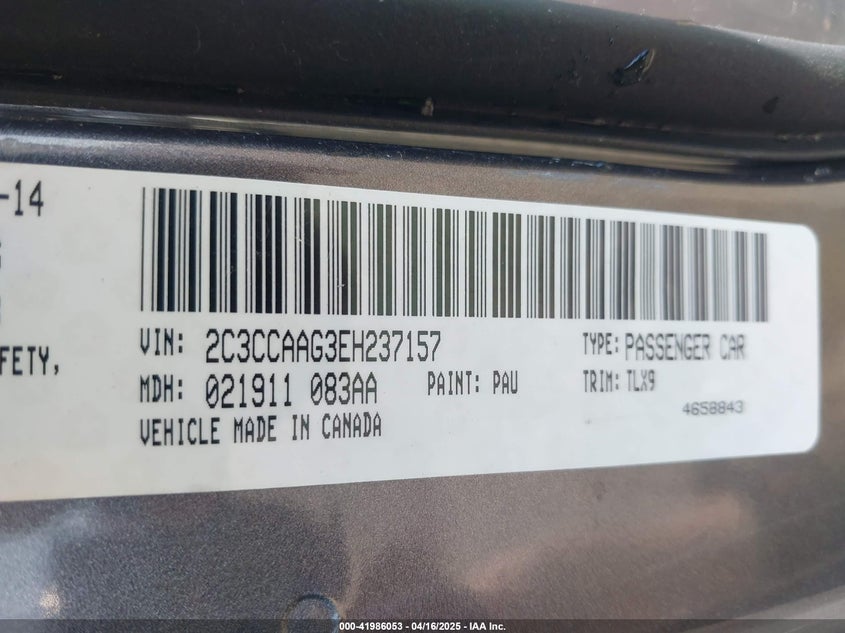 -14
VIN: 2C3CCAAG3EH237157
TYPE: PASSENGER CAR
FETY,
MDH: 021911 083AA
PAINT: PAU
TRIM: TLX9
4658843
VEHICLE MADE IN CANADA
000-41986053 - 04/16/2025 - IAA Inc.